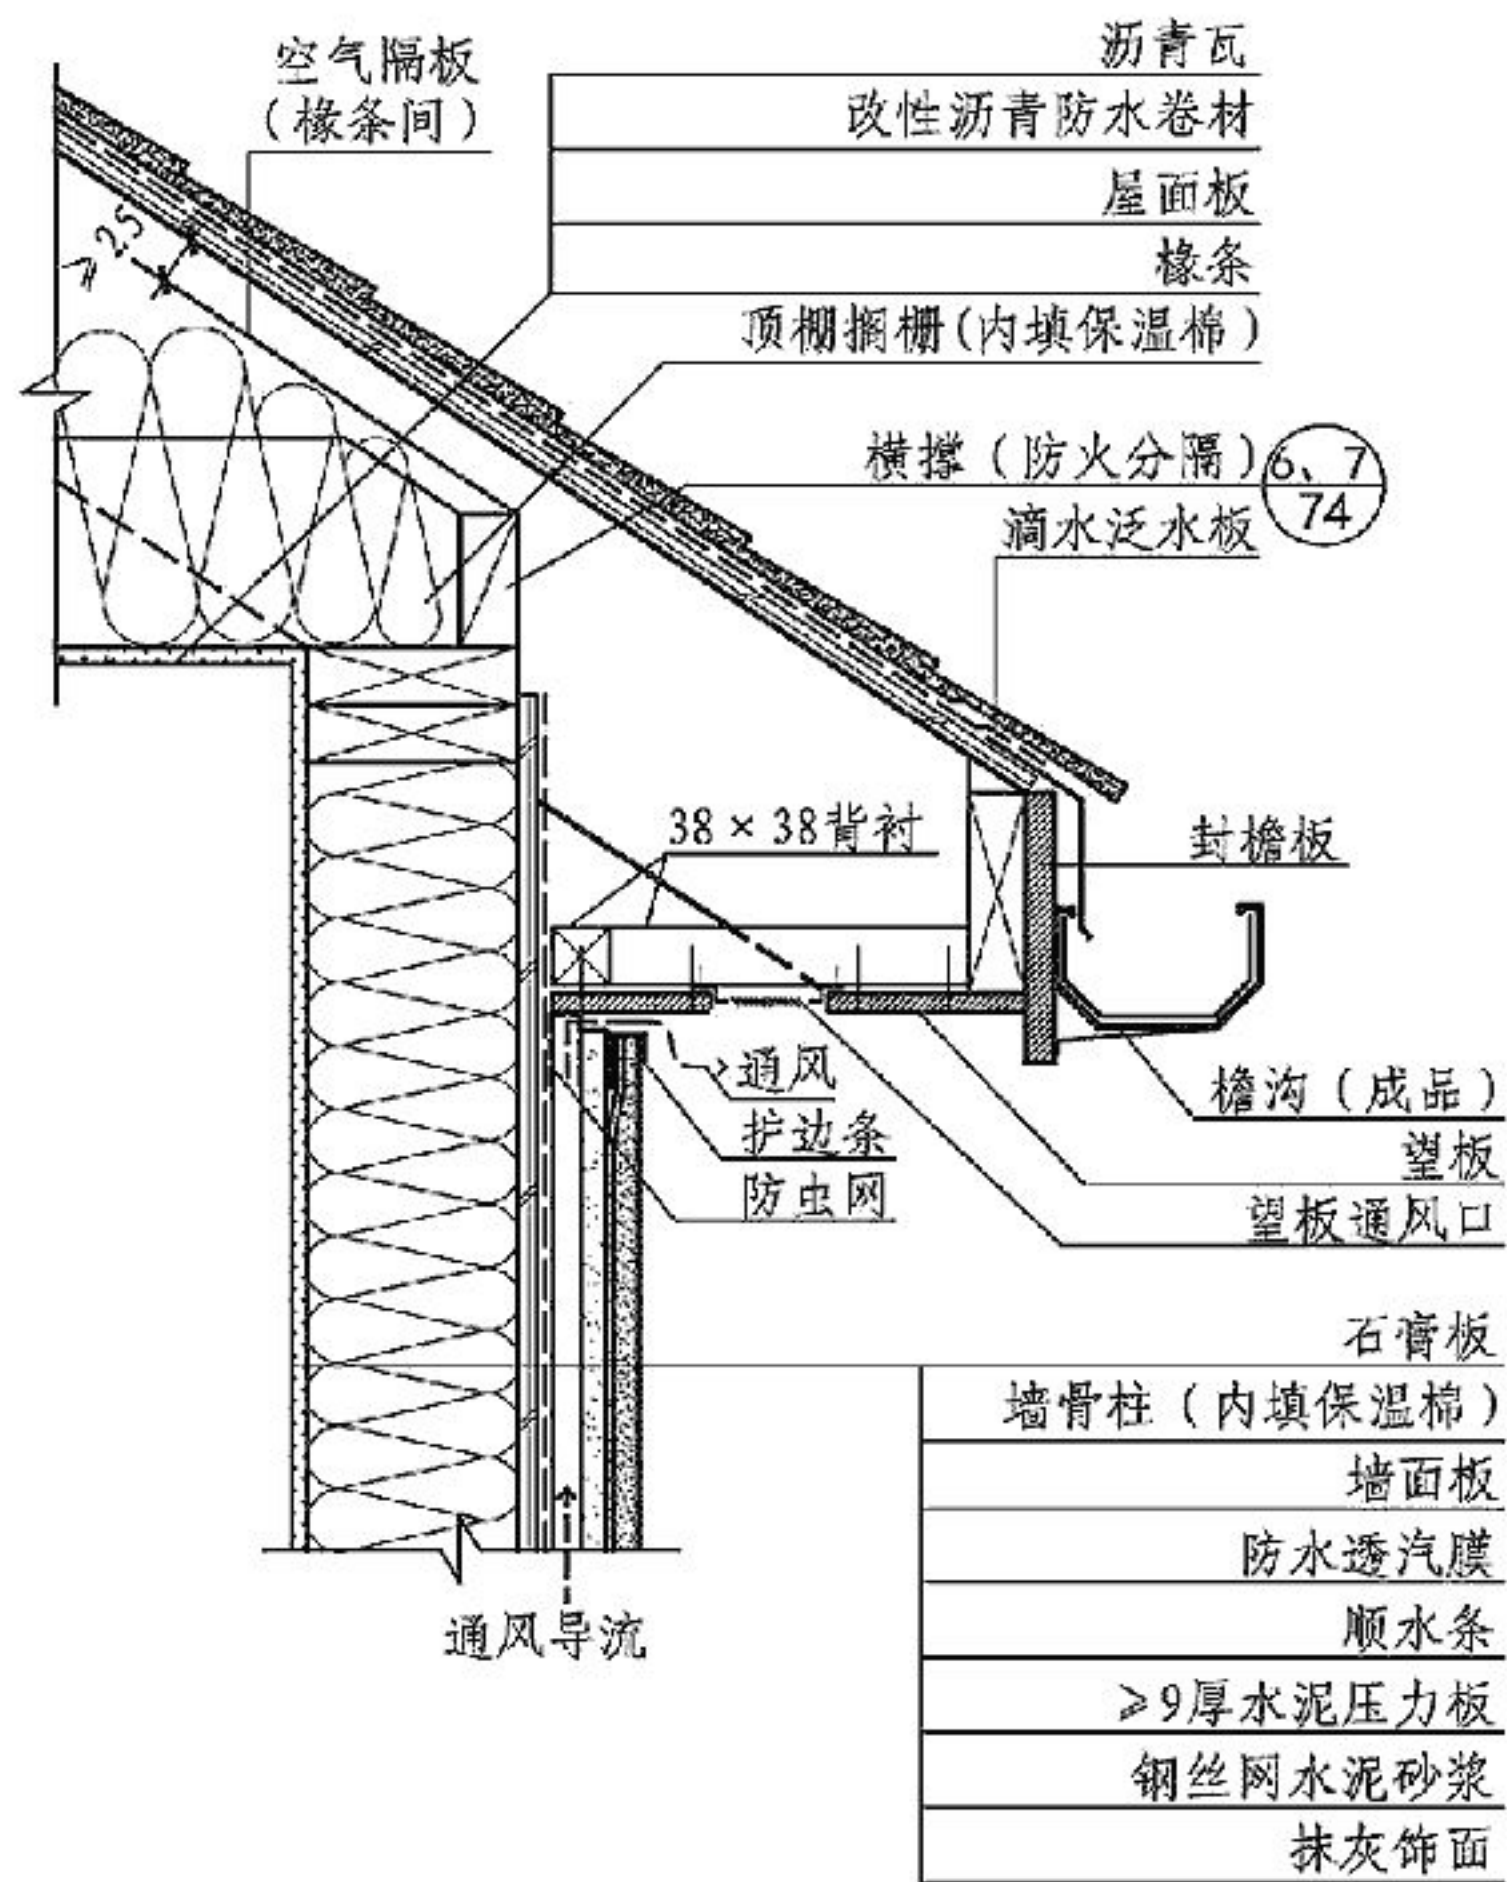 空气隔板
(椽条间)
沥青瓦
改性沥青防水卷材
屋面板
椽条
≥25
顶棚搁栅(内填保温棉)
横撑(防火分隔)
6、7
74
滴水泛水板
38×38背衬
封檐板
通风
护边条
防虫网
檐沟(成品)
望板
望板通风口
石膏板
墙骨柱(内填保温棉)
墙面板
防水透汽膜
顺水条
≥9厚水泥压力板
钢丝网水泥砂浆
抹灰饰面
通风导流